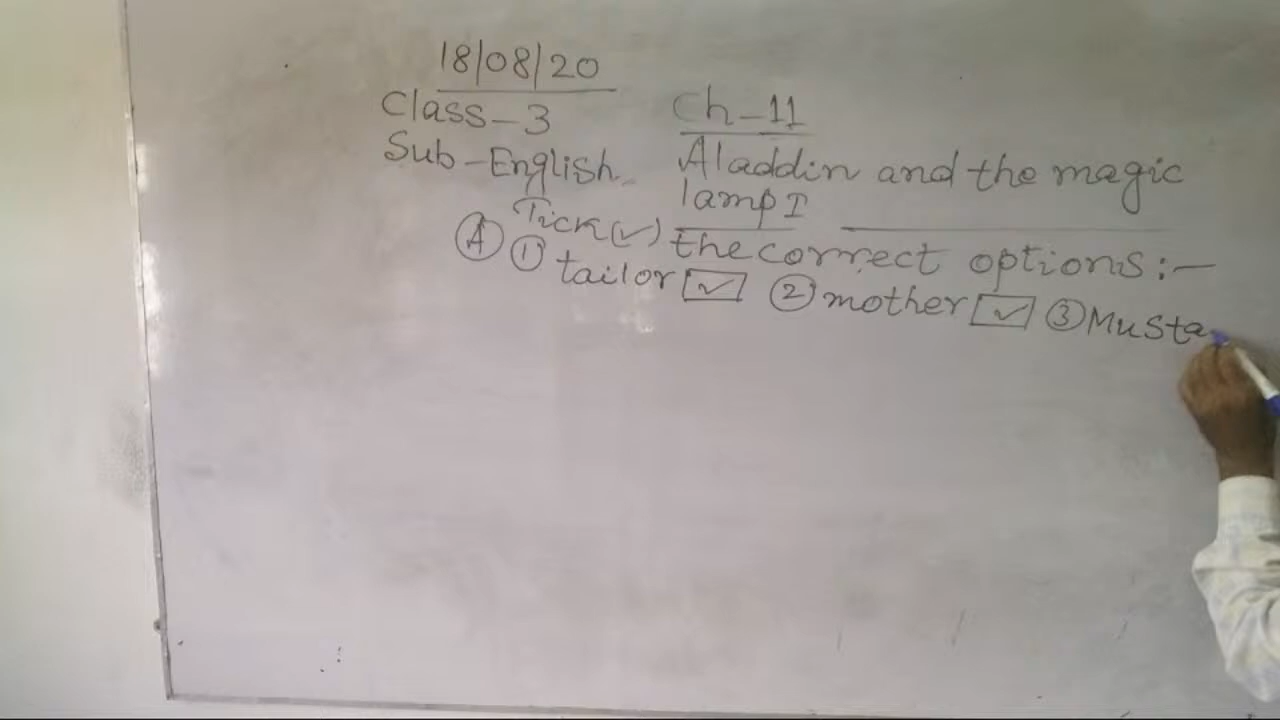 18/08/20
Class-3
Sub-English
Ch-11
Aladdin and the magic
lamp I
Tick(✓) the correct options:-
Ⓐ ① tailor ✓ ② mother ✓ ③ Musta